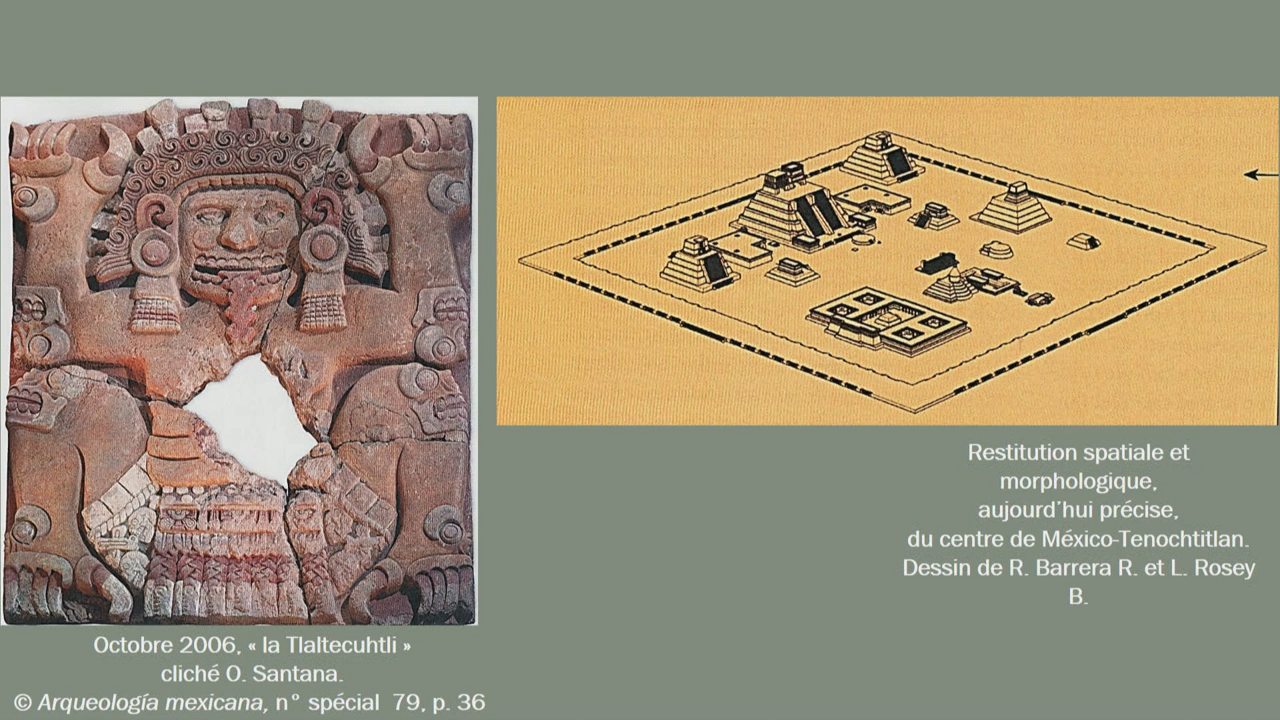 Octobre 2006, « la Tlaltecuhtli »
cliché O. Santana.
© Arqueología mexicana, n° spécial 79, p. 36
Restitution spatiale et
morphologique,
aujourd'hui précise,
du centre de México-Tenochtitlan.
Dessin de R. Barrera R. et L. Rosey
B.